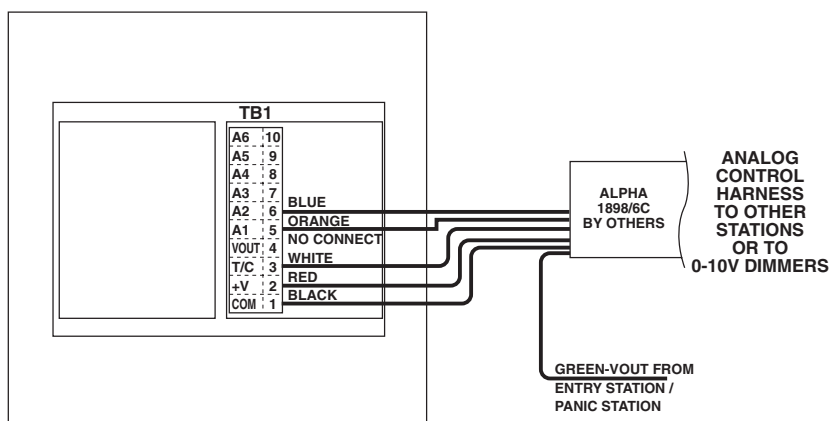 TB1
A6 10
A5 9
A4 8
A3 7
A2 6 BLUE
A1 5 ORANGE
VOUT 4 NO CONNECT
T/C 3 WHITE
+V 2 RED
COM 1 BLACK
ALPHA
1898/6C
BY OTHERS
ANALOG
CONTROL
HARNESS
TO OTHER
STATIONS
OR TO
0-10V DIMMERS
GREEN-VOUT FROM
ENTRY STATION /
PANIC STATION